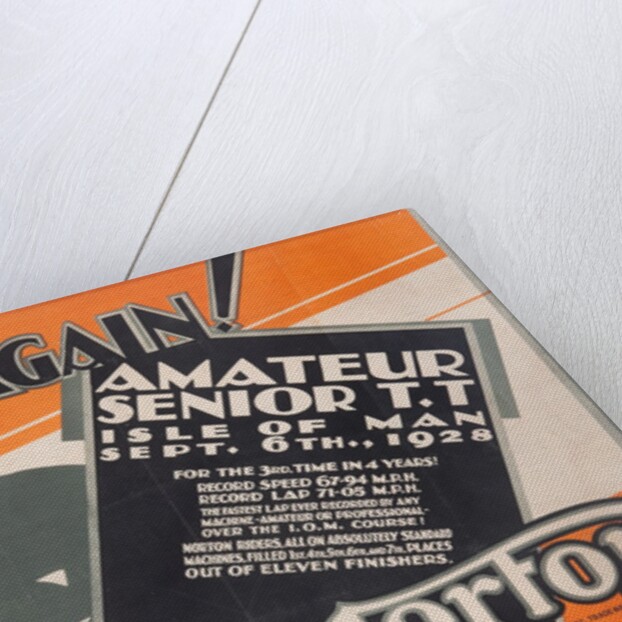 AGAIN!
AMATEUR
SENIOR T.T
ISLE OF MAN
SEPT. 6TH., 1928
FOR THE 3RD. TIME IN 4 YEARS!
RECORD SPEED 67-94 M.P.H.
RECORD LAP 71-05 M.P.H.
THE FASTEST LAP EVER RECORDED BY ANY
MACHINE-AMATEUR OR PROFESSIONAL-
OVER THE I.O.M. COURSE!
NORTON RIDERS, ALL ON ABSOLUTELY STANDARD
MACHINES, FILLED 1st, 4th, 5th, 6th, and 7th, PLACES
OUT OF ELEVEN FINISHERS.
Norton
TRADE